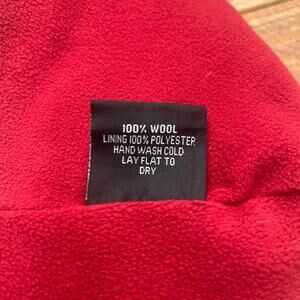 100% WOOL
LINING 100% POLYESTER
HAND WASH COLD
LAY FLAT TO
DRY